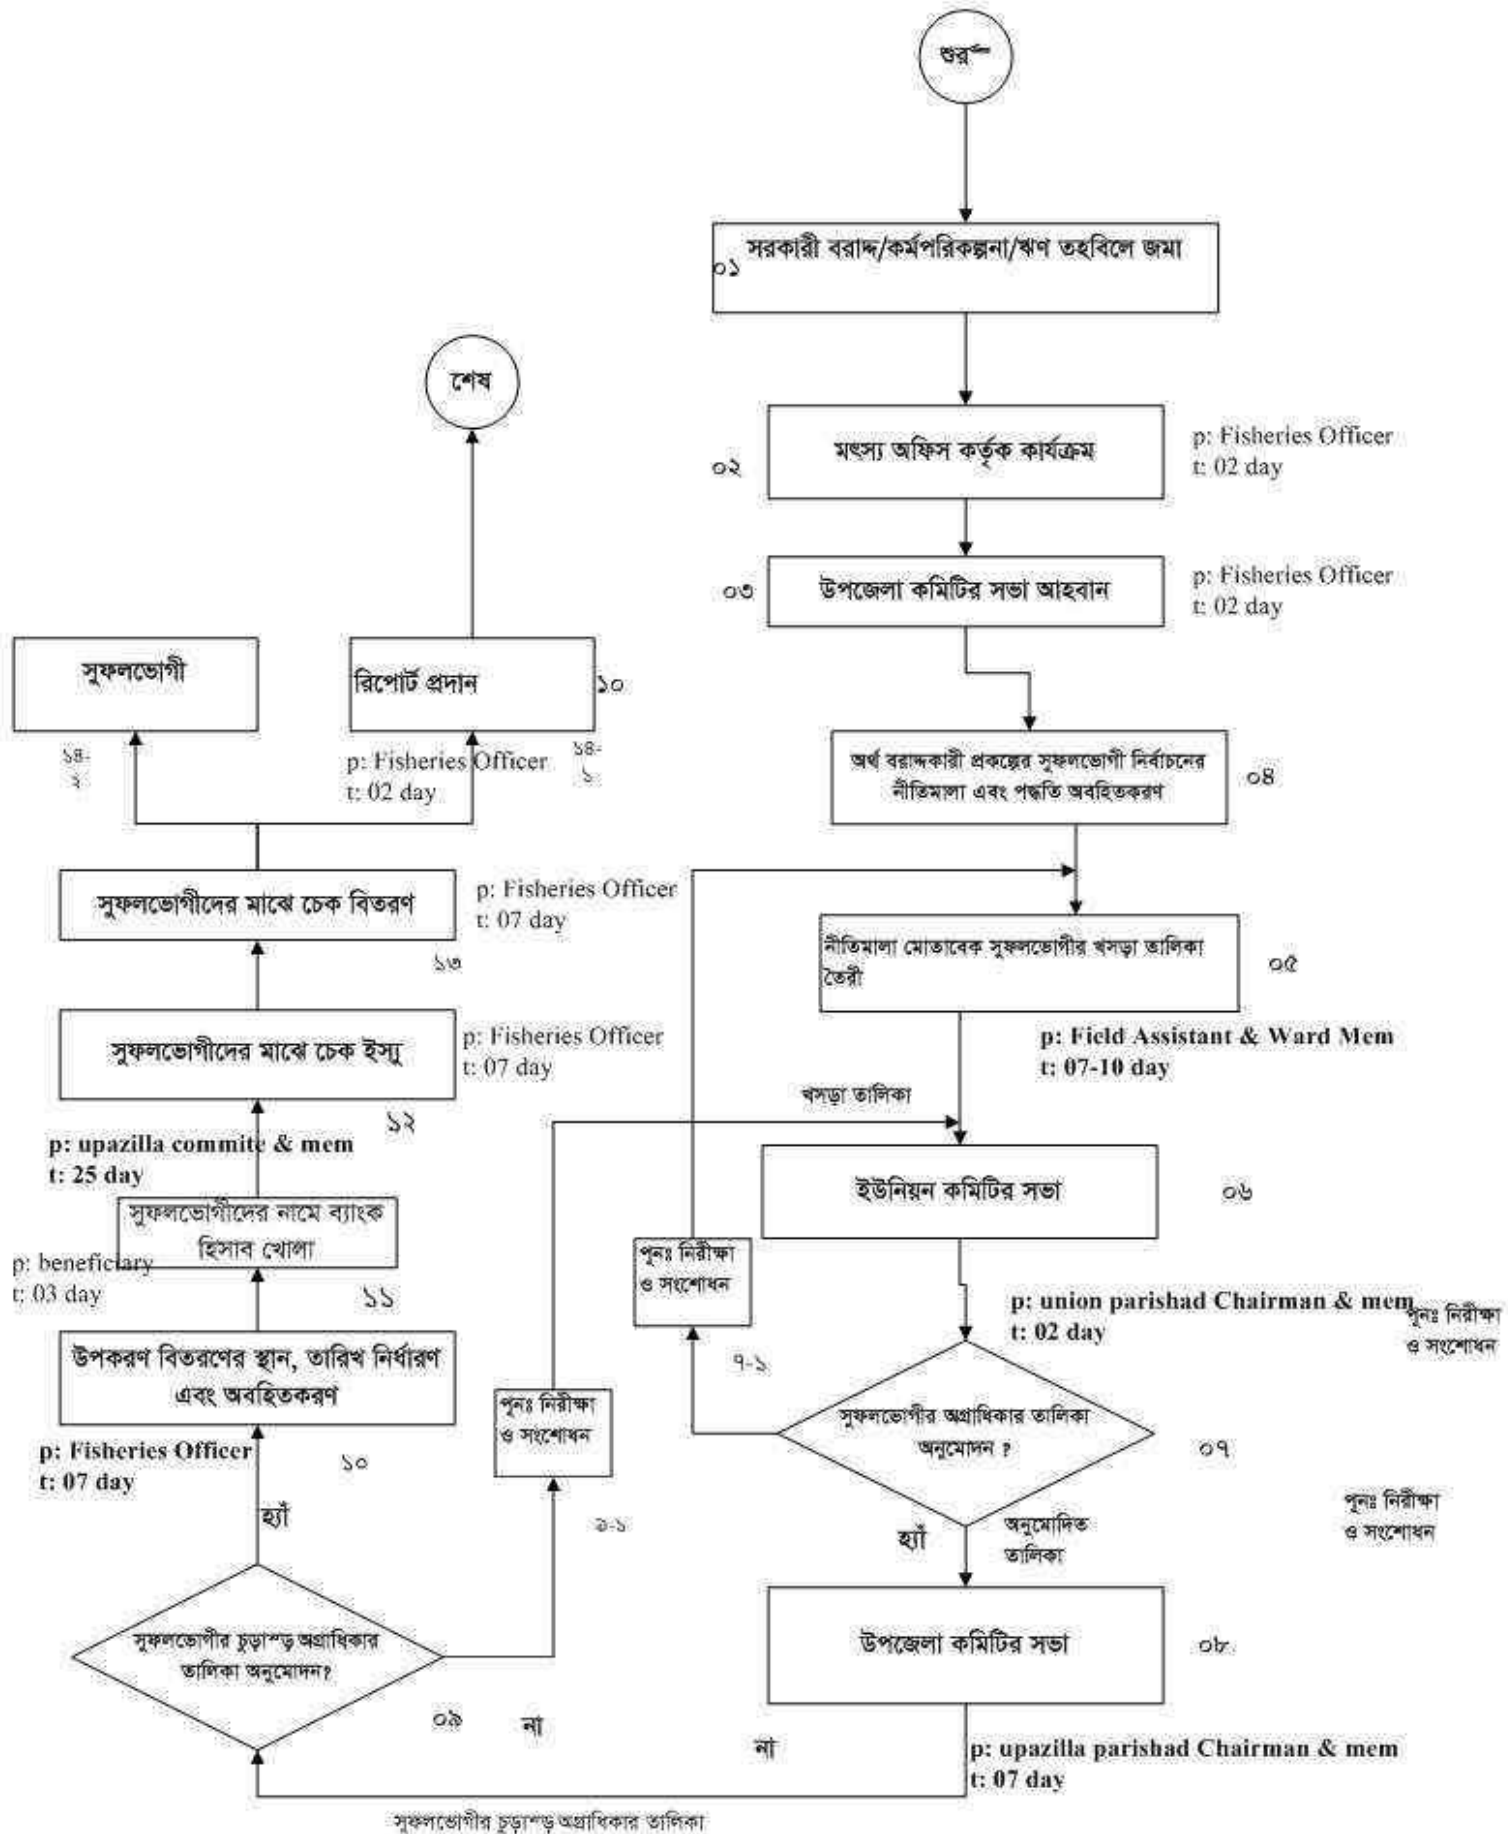 শুরু
সরকারী বরাদ্দ/কর্মপরিকল্পনা/ঋণ তহবিলে জমা
০১
মৎস্য অফিস কর্তৃক কার্যক্রম
০২
p: Fisheries Officer
t: 02 day
উপজেলা কমিটির সভা আহবান
০৩
p: Fisheries Officer
t: 02 day
অর্থ বরাদ্দকারী প্রকল্পের সুফলভোগী নির্বাচনের
নীতিমালা এবং পদ্ধতি অবহিতকরণ
০৪
নীতিমালা মোতাবেক সুফলভোগীর খসড়া তালিকা
তৈরী
০৫
p: Field Assistant & Ward Mem
t: 07-10 day
খসড়া তালিকা
ইউনিয়ন কমিটির সভা
০৬
p: union parishad Chairman & mem
t: 02 day
পুনঃ নিরীক্ষা
ও সংশোধন
পুনঃ নিরীক্ষা
ও সংশোধন
৭-১
সুফলভোগীর অগ্রাধিকার তালিকা
অনুমোদন ?
০৭
হ্যাঁ
অনুমোদিত
তালিকা
পুনঃ নিরীক্ষা
ও সংশোধন
উপজেলা কমিটির সভা
০৮
p: upazilla parishad Chairman & mem
t: 07 day
না
সুফলভোগীর চুড়াম্ড় অগ্রাধিকার তালিকা
সুফলভোগীর চুড়াম্ড় অগ্রাধিকার
তালিকা অনুমোদন?
০৯
না
পুনঃ নিরীক্ষা
ও সংশোধন
৯-১
হ্যাঁ
উপকরণ বিতরণের স্থান, তারিখ নির্ধারণ
এবং অবহিতকরণ
p: Fisheries Officer
t: 07 day
১০
সুফলভোগীদের নামে ব্যাংক
হিসাব খোলা
p: beneficiary
t: 03 day
১১
সুফলভোগীদের মাঝে চেক ইস্যু
p: Fisheries Officer
t: 07 day
১২
p: upazilla commite & mem
t: 25 day
সুফলভোগীদের মাঝে চেক বিতরণ
p: Fisheries Officer
t: 07 day
১৩
সুফলভোগী
১৪-
২
রিপোর্ট প্রদান
১০
p: Fisheries Officer
t: 02 day
১৪-
১
শেষ